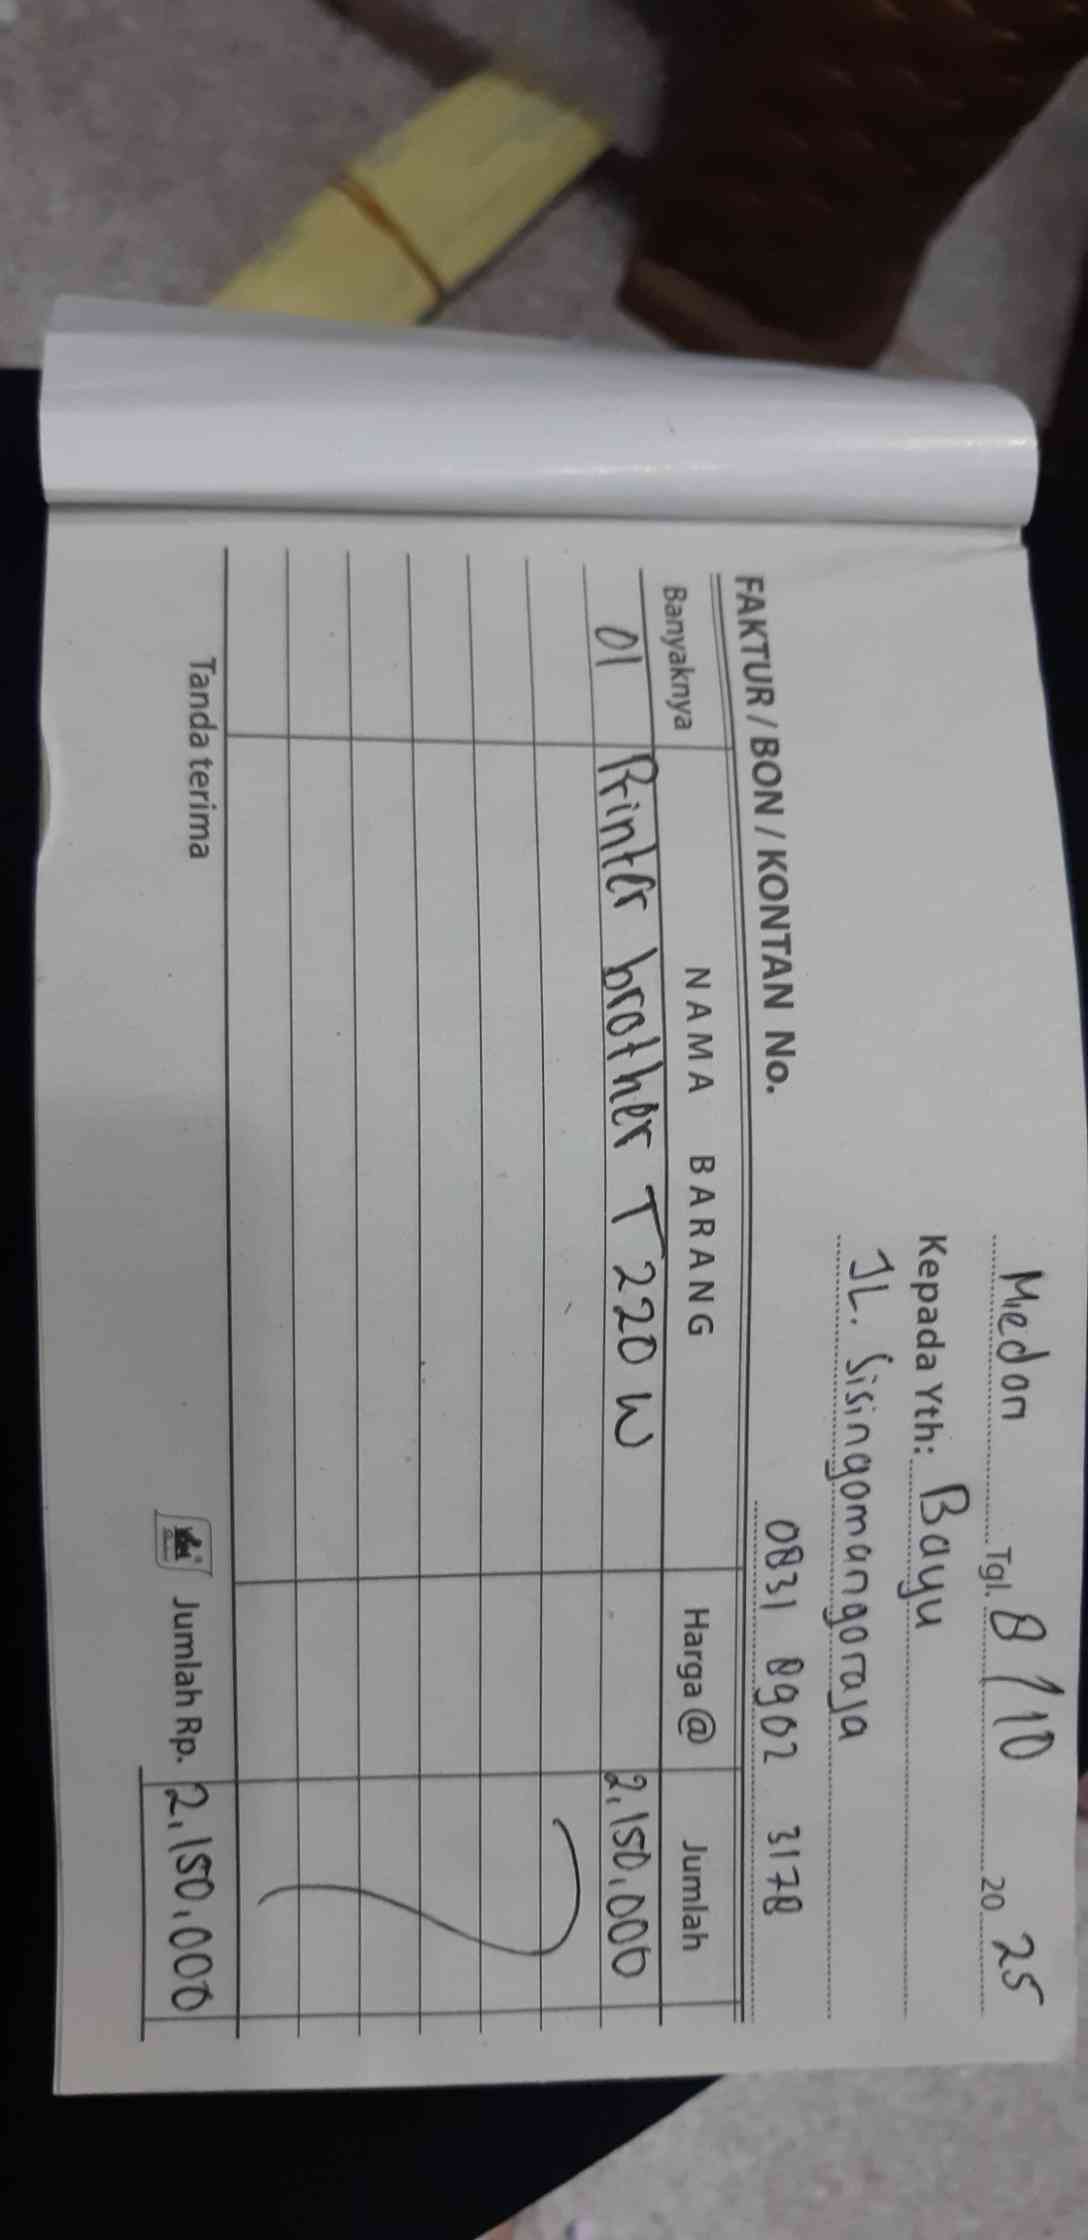 Medan Tgl. 8/10 20 25
Kepada Yth: Bayu
JL. Sisingamangaraja
0831 8902 3178
FAKTUR / BON / KONTAN No.
Banyaknya NAMA BARANG Harga @ Jumlah
01 Printer brother T220 W 2.150.000
Tanda terima Jumlah Rp. 2.150.000